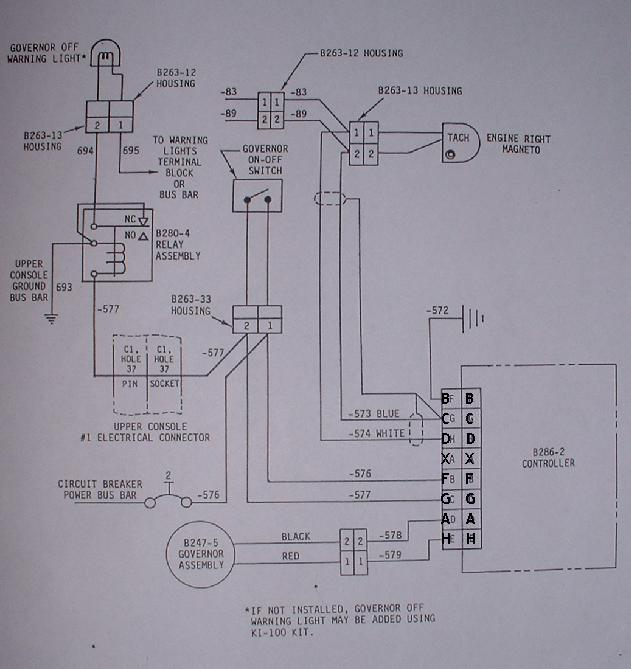 GOVERNOR OFF
WARNING LIGHT*
B263-12
HOUSING
B263-13
HOUSING
2 1
694
695
TO WARNING
LIGHTS
TERMINAL
BLOCK
OR
BUS BAR
B263-12 HOUSING
-83
-89
1 1
2 2
-83
-89
B263-13 HOUSING
1 1
2 2
TACH
ENGINE RIGHT
MAGNETO
GOVERNOR
ON-OFF
SWITCH
NC
NO
B280-4
RELAY
ASSEMBLY
UPPER
CONSOLE
GROUND
BUS BAR
693
-577
B263-33
HOUSING
2 1
-577
C1,
HOLE
37
PIN
C1,
HOLE
37
SOCKET
UPPER CONSOLE
#1 ELECTRICAL CONNECTOR
-572
-573 BLUE
-574 WHITE
-576
-577
B B
C G
D H D
X A X
F B
G G
A D A
H H
B286-2
CONTROLLER
CIRCUIT BREAKER
POWER BUS BAR
2
-576
B247-5
GOVERNOR
ASSEMBLY
BLACK
RED
2 2
1 1
-578
-579
*IF NOT INSTALLED, GOVERNOR OFF
WARNING LIGHT MAY BE ADDED USING
KI-100 KIT.